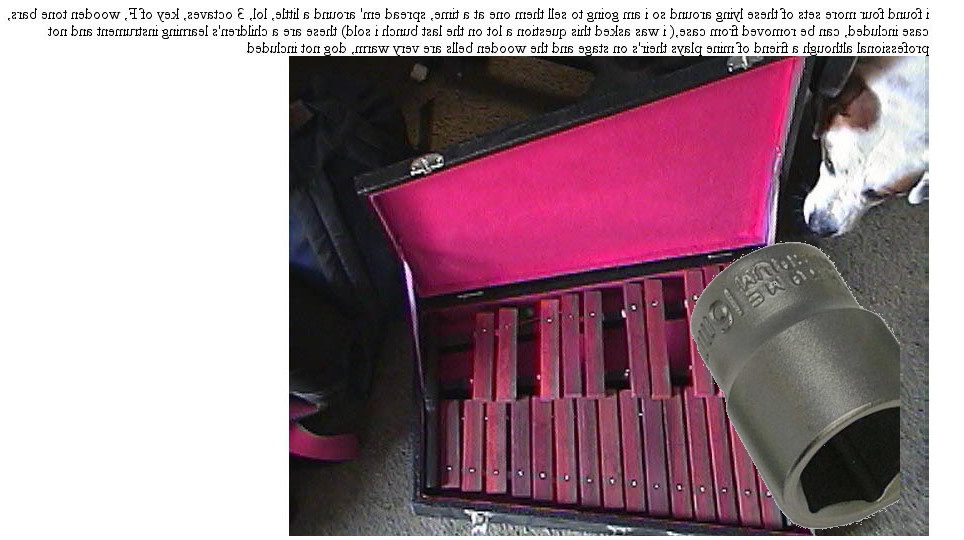 i found four more sets of these lying around so i am going to sell them one at a time, spread em' around a little, lol, 3 octaves, key of F, wooden tone bars,
case included, can be removed from case,( i was asked this question a lot on the last bunch i sold) these are a children's learning instrument and not
professional although a friend of mine plays their's on stage and the wooden bells are very warm, dog not included